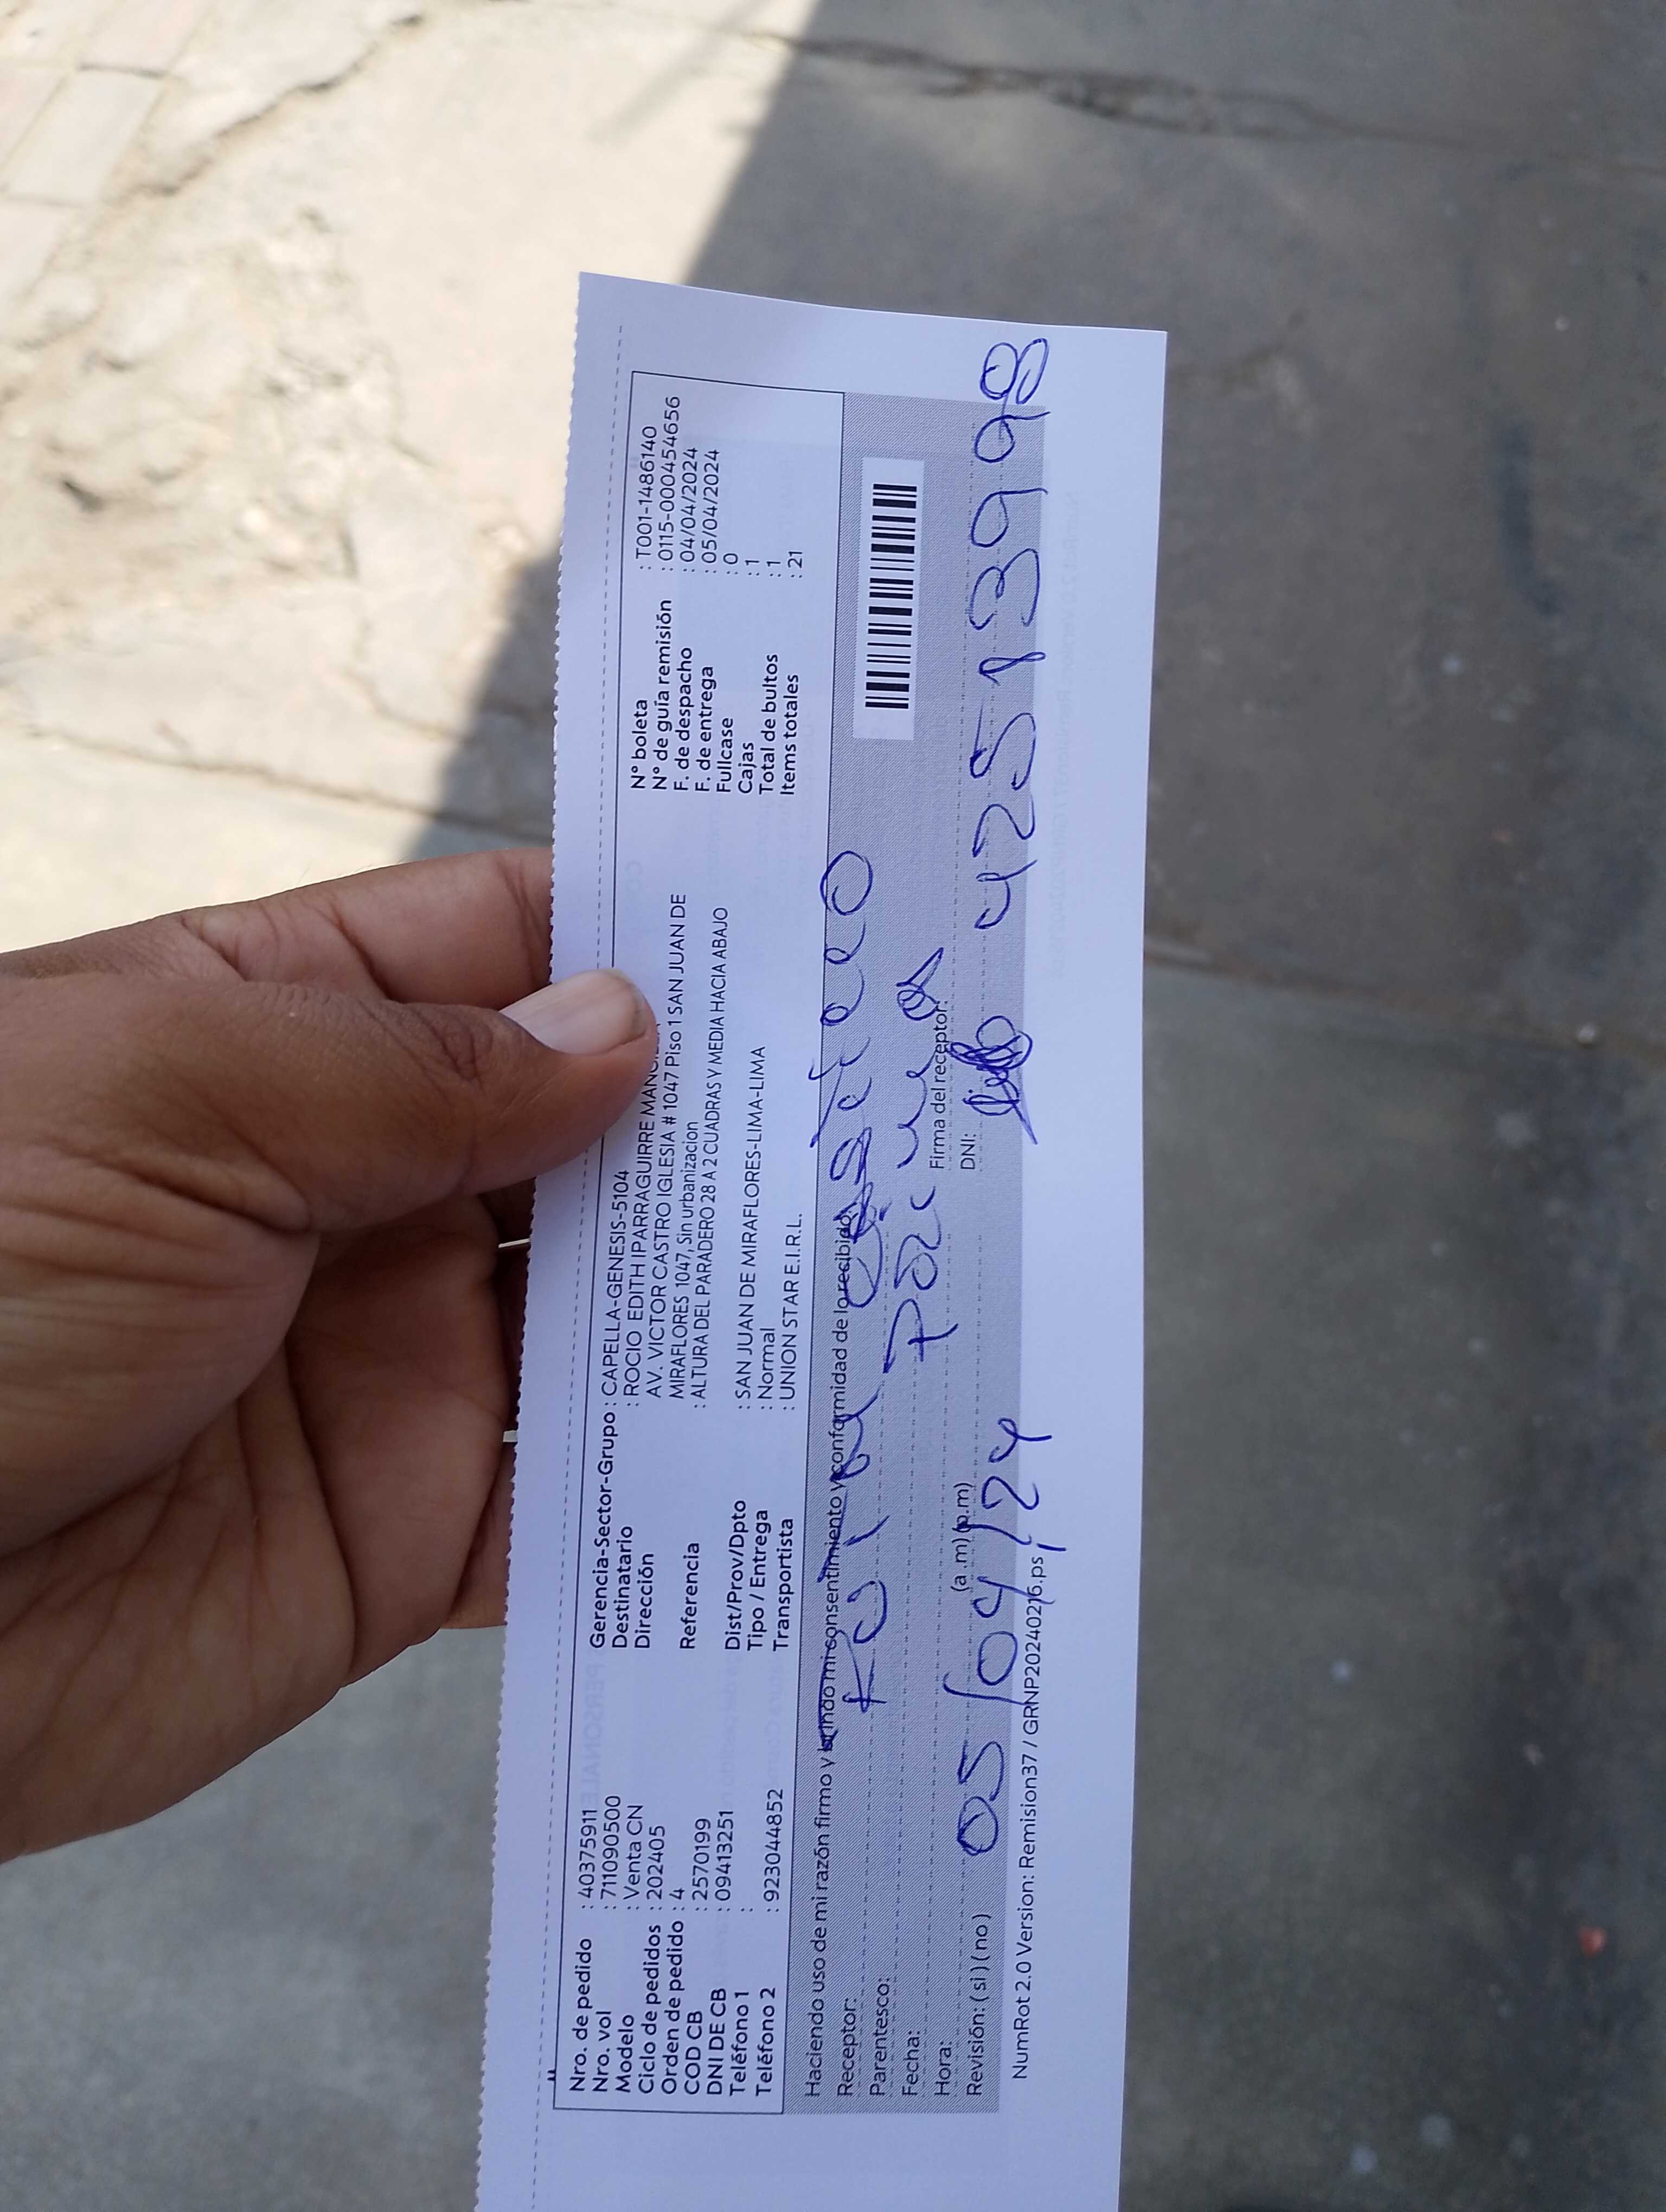 Nro. de pedido : 40375911
Nro. vol : 711090500
Modelo : Venta CN
Ciclo de pedidos : 202405
Orden de pedido : 4
COD CB : 2570199
DNI DE CB : 09413251
Teléfono 1 :
Teléfono 2 : 923044852
Gerencia-Sector-Grupo : CAPELLA-GENESIS-5104
Destinatario : ROCIO EDITH IPARRAGUIRRE
Dirección AV. VICTOR CASTRO IGLESIA # 1047 Piso 1 SAN JUAN DE
MIRAFLORES 1047, Sin urbanizacion
Referencia : ALTURA DEL PARADERO 28 A 2 CUADRAS Y MEDIA HACIA ABAJO
Dist/Prov/Dpto : SAN JUAN DE MIRAFLORES-LIMA-LIMA
Tipo / Entrega : Normal
Transportista : UNION STAR E.I.R.L.
N° boleta : T001-1486140
N° de guía remisión : 0115-000454656
F. de despacho : 04/04/2024
F. de entrega : 05/04/2024
Fullcase : 0
Cajas : 1
Total de bultos : 1
Items totales : 21
Haciendo uso de mi razón firmo y brindo mi consentimiento y conformidad de lo recibido.
Receptor:
Parentesco:
Fecha:
Firma del receptor:
Hora: (a .m) (p.m)
DNI: 42513998
Revisión: ( si ) ( no ) 05/04/24
NumRot 2.0 Version: Remision37 / GRNP20240216.ps